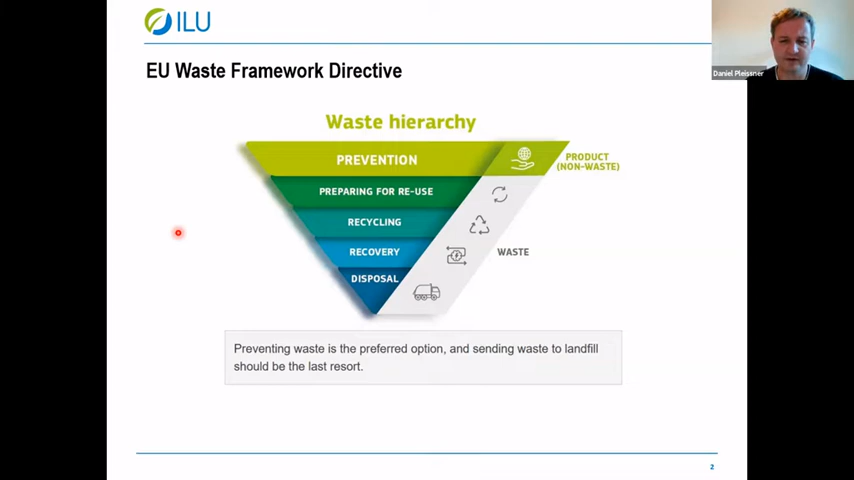 ILU
Daniel Pleissner
EU Waste Framework Directive
Waste hierarchy
PREVENTION
PRODUCT
(NON-WASTE)
PREPARING FOR RE-USE
RECYCLING
RECOVERY
WASTE
DISPOSAL
Preventing waste is the preferred option, and sending waste to landfill
should be the last resort.
2